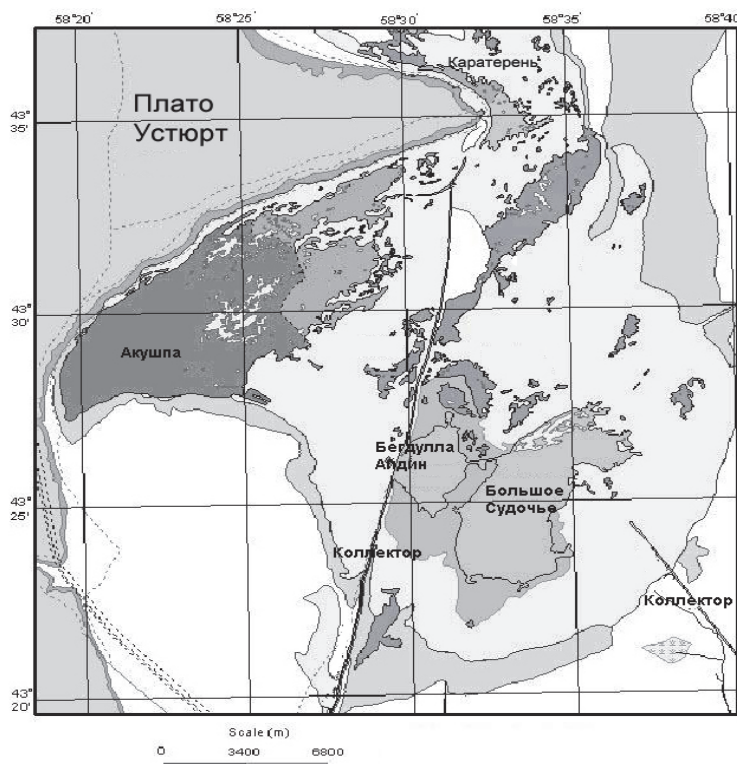 58°20'
58°25'
58°30'
58°35'
58°40'
Каратерень
Плато
Устюрт
43°
35'
43°
30'
Акушпа
Бегдулла
Айдин
Большое
Судочье
43°
25'
Коллектор
Коллектор
43°
20'
Scale:(m)
0 3400 6800